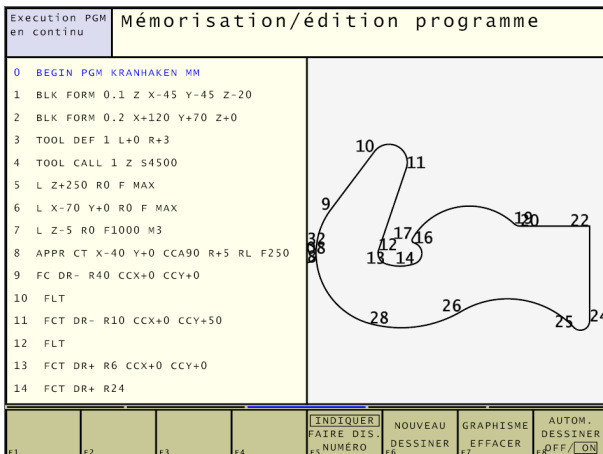 Execution PGM
en continu
Mémorisation/édition programme
0 BEGIN PGM KRANHAKEN MM
1 BLK FORM 0.1 Z X-45 Y-45 Z-20
2 BLK FORM 0.2 X+120 Y+70 Z+0
3 TOOL DEF 1 L+0 R+3
4 TOOL CALL 1 Z S4500
5 L Z+250 R0 F MAX
6 L X-70 Y+0 R0 F MAX
7 L Z-5 R0 F1000 M3
8 APPR CT X-40 Y+0 CCA90 R+5 RL F250
9 FC DR- R40 CCX+0 CCY+0
10 FLT
11 FCT DR- R10 CCX+0 CCY+50
12 FLT
13 FCT DR+ R6 CCX+0 CCY+0
14 FCT DR+ R24
10
11
9
19
20
22
17
16
12
13
14
32
28
26
25
24
INDIQUER
FAIRE DIS.
NUMÉRO
NOUVEAU
DESSINER
GRAPHISME
EFFACER
AUTOM.
DESSINER
OFF/ ON
F1 F2 F3 F4 F5 F6 F7 F8